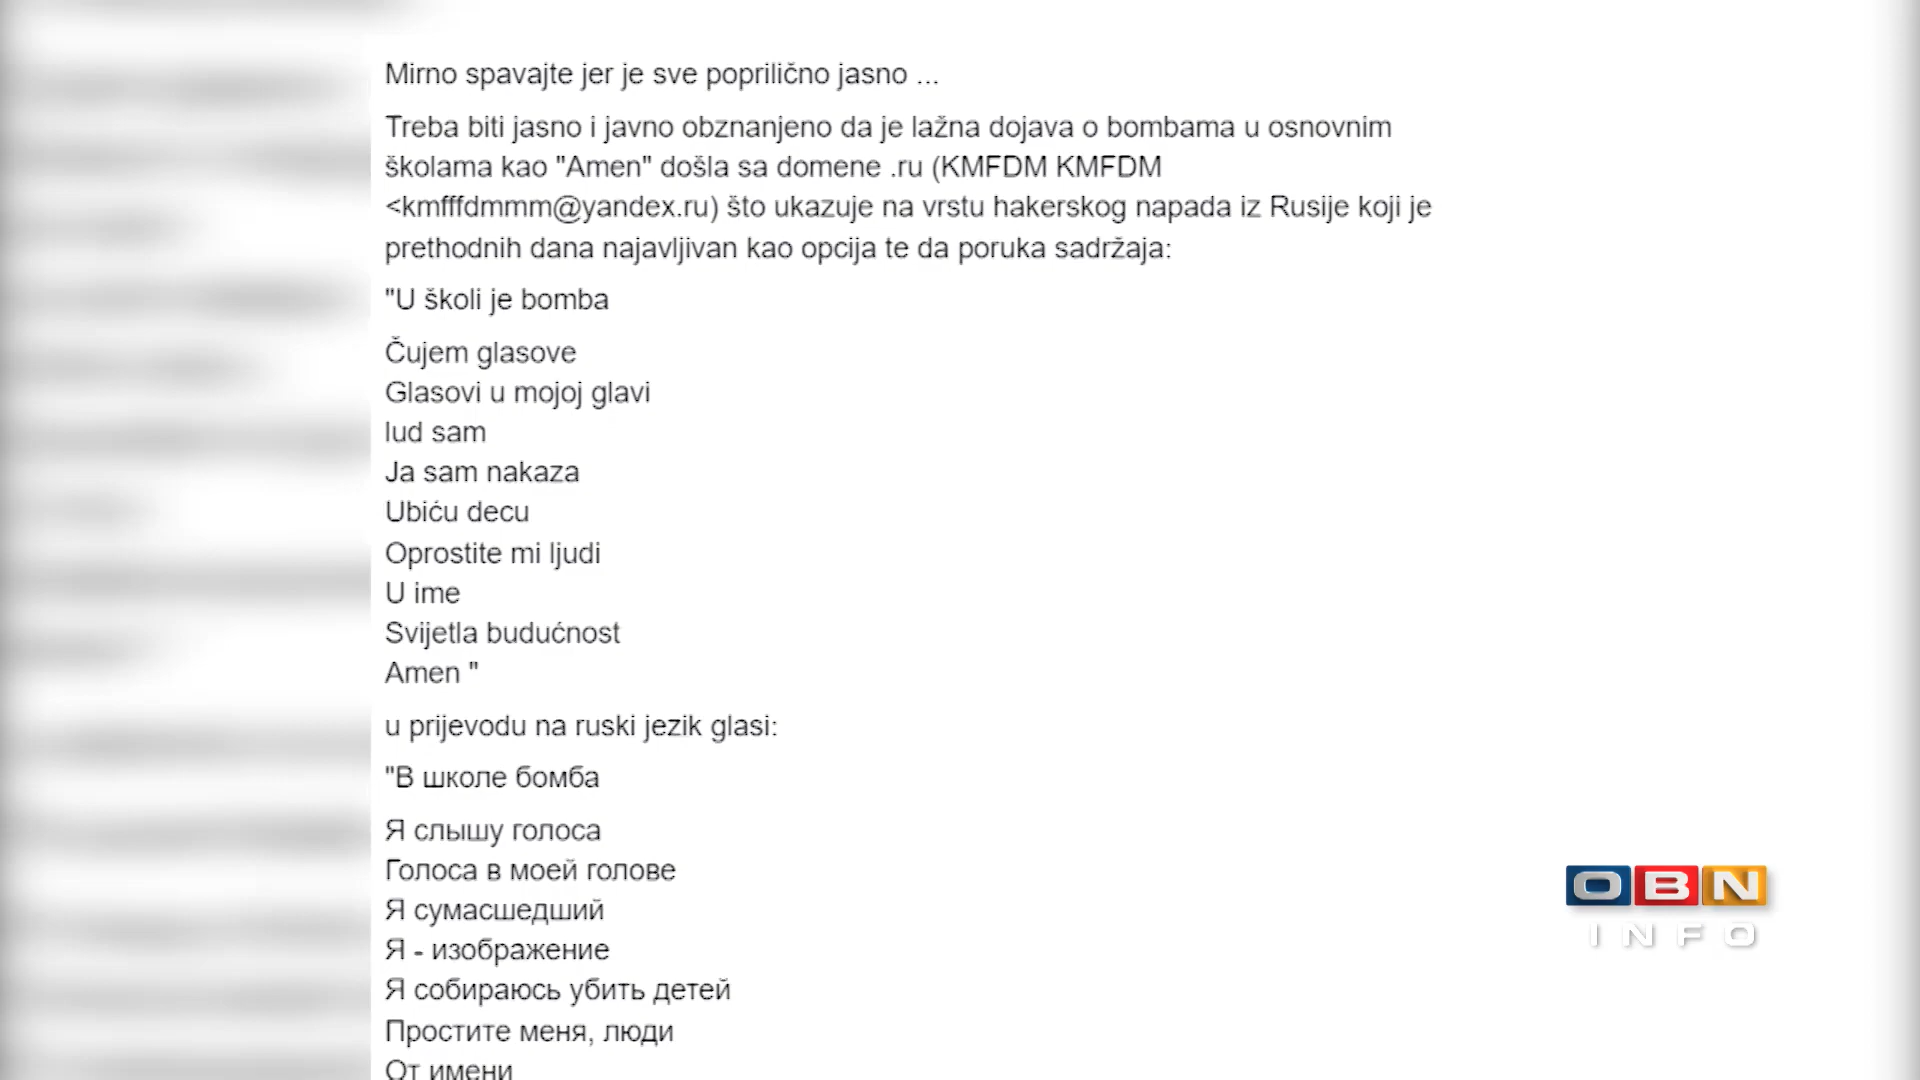 Mirno spavajte jer je sve poprilično jasno ...
Treba biti jasno i javno obznanjeno da je lažna dojava o bombama u osnovnim
školama kao "Amen" došla sa domene .ru (KMFDM KMFDM
<kmfffdmmm@yandex.ru) što ukazuje na vrstu hakerskog napada iz Rusije koji je
prethodnih dana najavljivan kao opcija te da poruka sadržaja:
"U školi je bomba
Čujem glasove
Glasovi u mojoj glavi
lud sam
Ja sam nakaza
Ubiću decu
Oprostite mi ljudi
U ime
Svijetla budućnost
Amen "
u prijevodu na ruski jezik glasi:
"В школе бомба
Я слышу голоса
Голоса в моей голове
Я сумасшедший
Я - изображение
Я собираюсь убить детей
Простите меня, люди
От имени
OBN
INFO